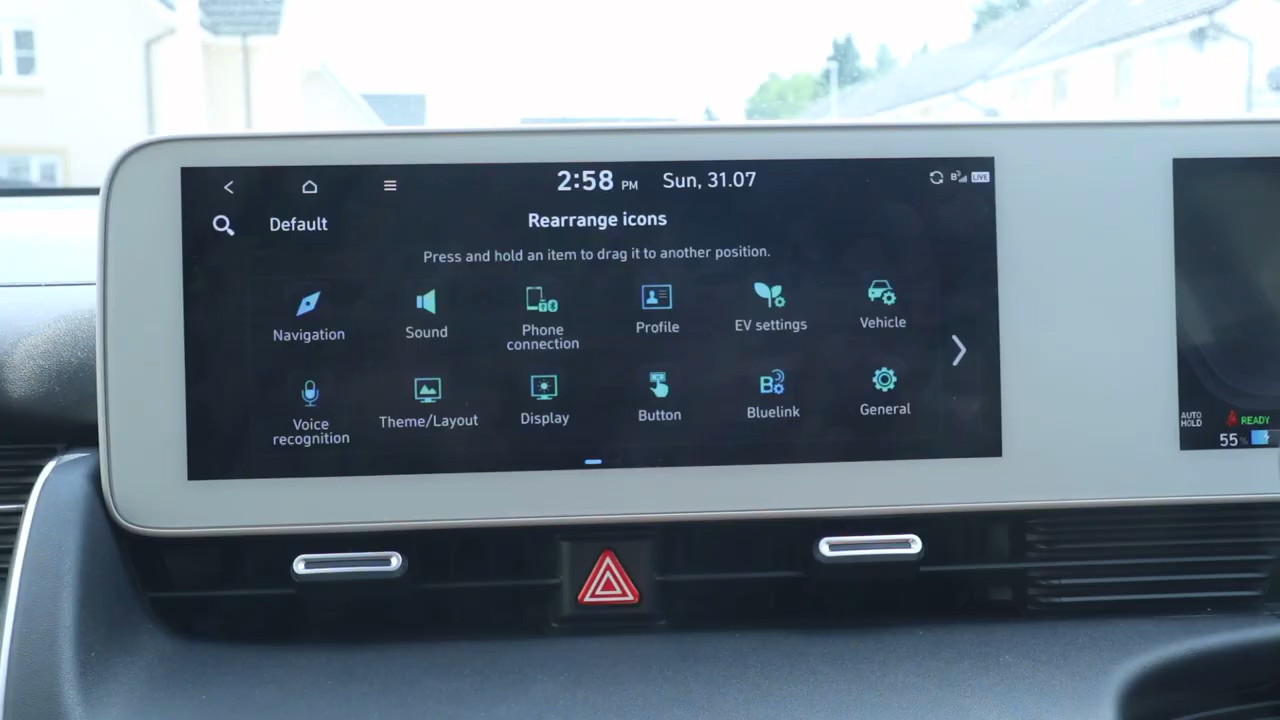 2:58 PM Sun, 31.07
LIVE
Default
Rearrange icons
Press and hold an item to drag it to another position.
Navigation
Sound
Phone
connection
Profile
EV settings
Vehicle
Voice
recognition
Theme/Layout
Display
Button
Bluelink
General
AUTO
HOLD
READY
55%